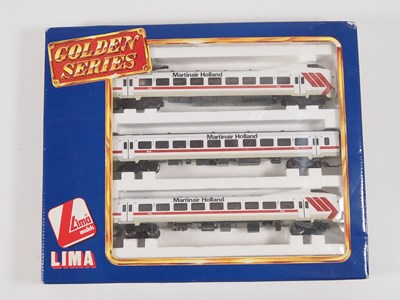 GOLDEN
SERIES
Martinair Holland
Martinair Holland
Martinair Holland
Lima
models
LIMA